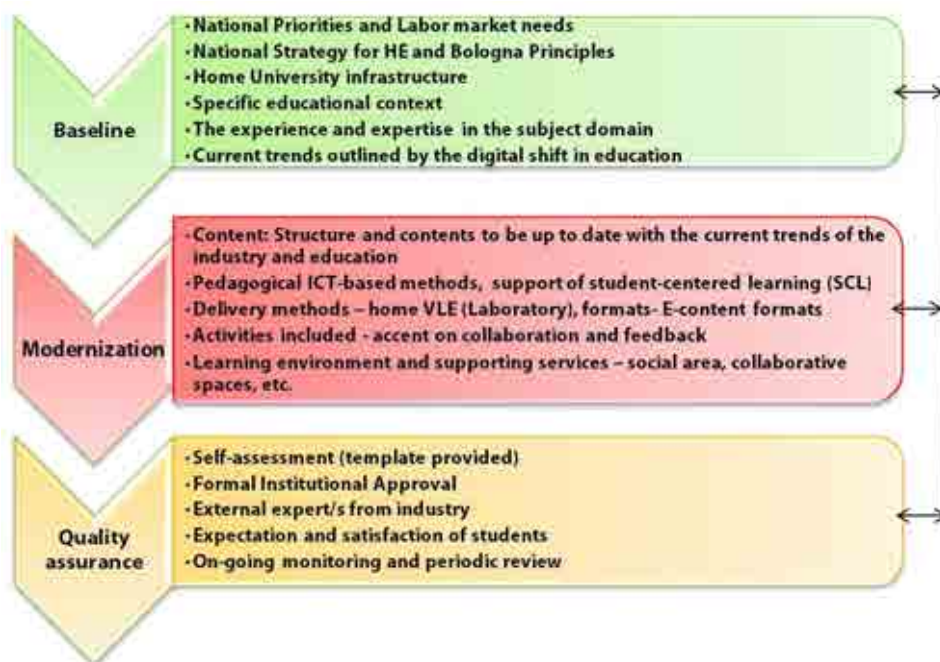 Baseline
·National Priorities and Labor market needs
·National Strategy for HE and Bologna Principles
·Home University infrastructure
·Specific educational context
·The experience and expertise in the subject domain
·Current trends outlined by the digital shift in education
Modernization
·Content: Structure and contents to be up to date with the current trends of the
industry and education
·Pedagogical ICT-based methods, support of student-centered learning (SCL)
·Delivery methods – home VLE (Laboratory), formats- E-content formats
·Activities included - accent on collaboration and feedback
·Learning environment and supporting services – social area, collaborative
spaces, etc.
Quality
assurance
·Self-assessment (template provided)
·Formal Institutional Approval
·External expert/s from industry
·Expectation and satisfaction of students
·On-going monitoring and periodic review